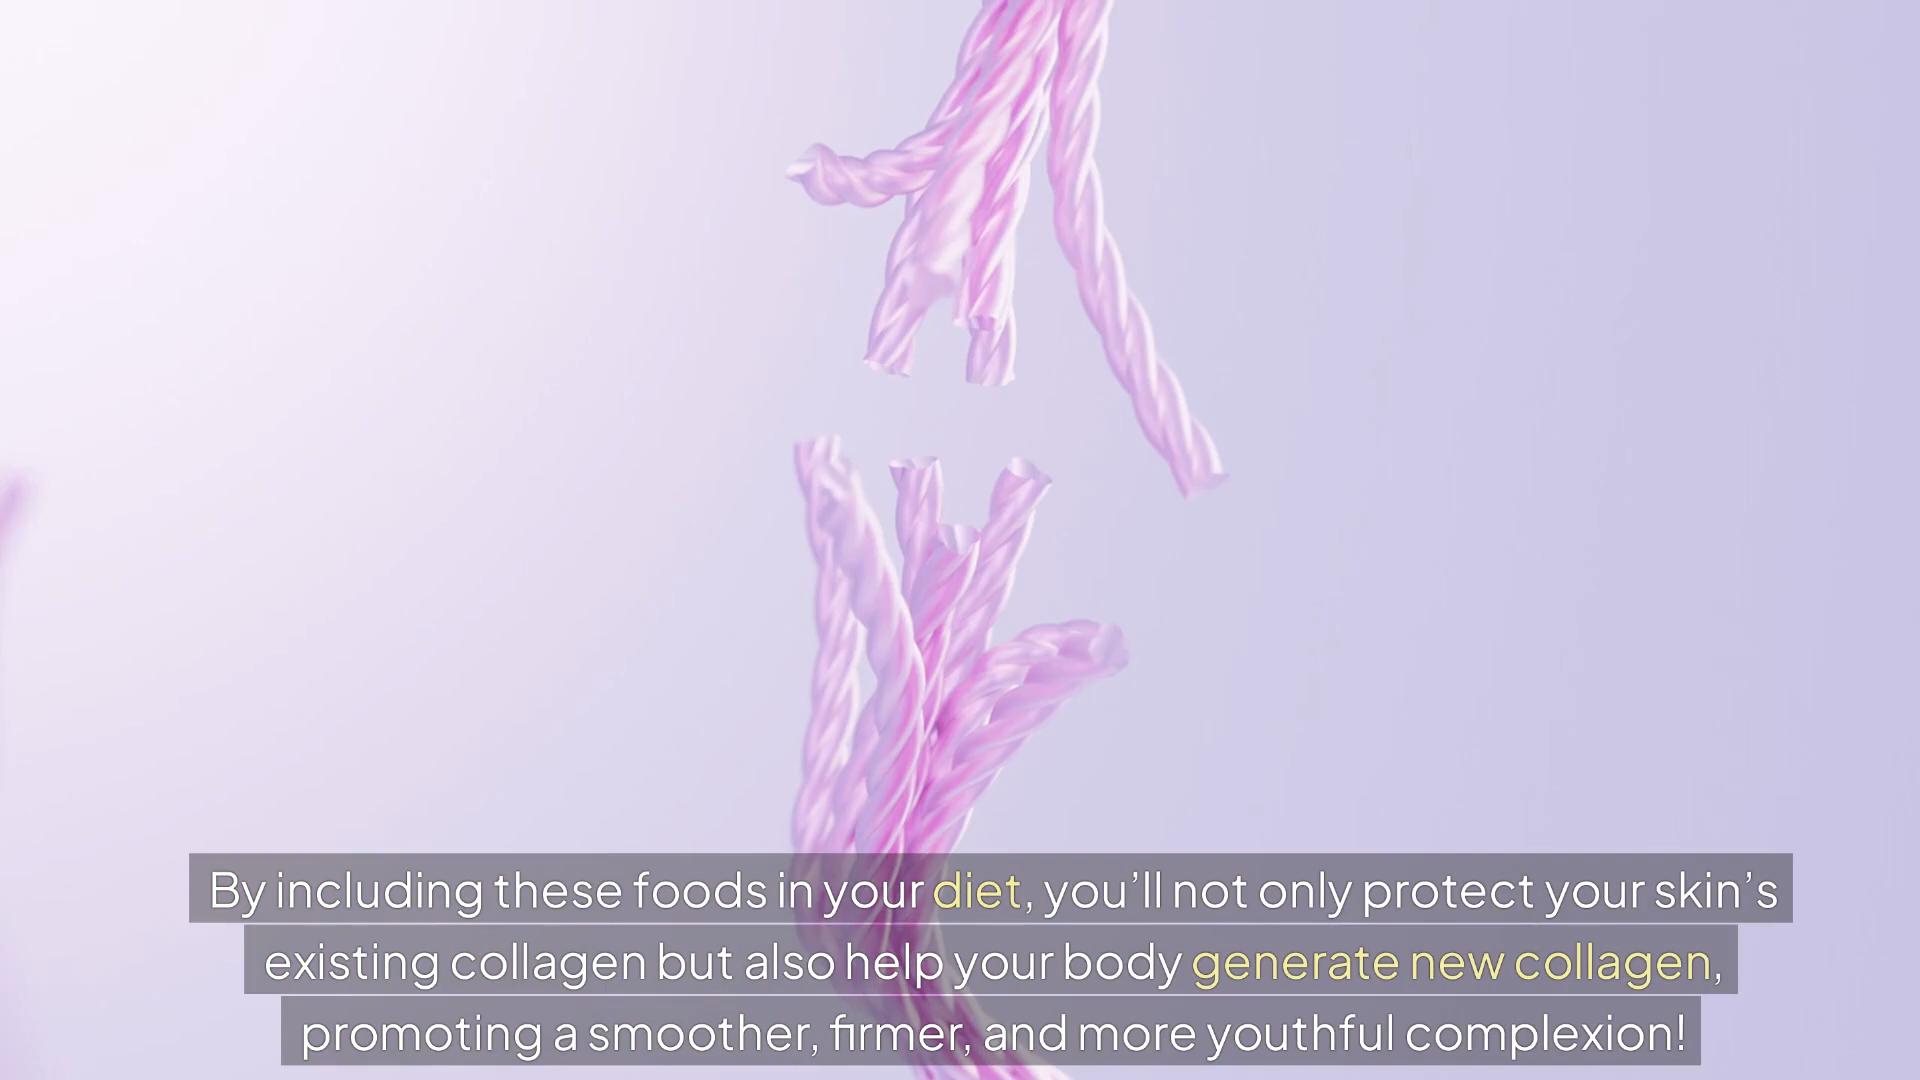 By including these foods in your diet, you’ll not only protect your skin’s
existing collagen but also help your body generate new collagen,
promoting a smoother, firmer, and more youthful complexion!